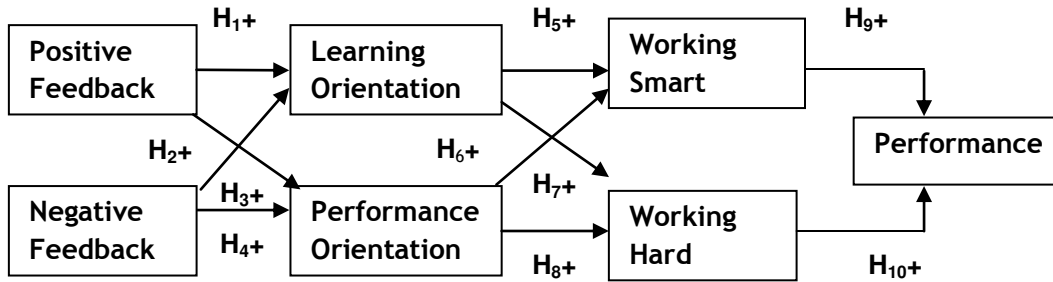 H1+
H5+
H9+
Positive
Feedback
Learning
Orientation
Working
Smart
Performance
H2+
H6+
H3+
H7+
Negative
Feedback
Performance
Orientation
Working
Hard
H4+
H8+
H10+